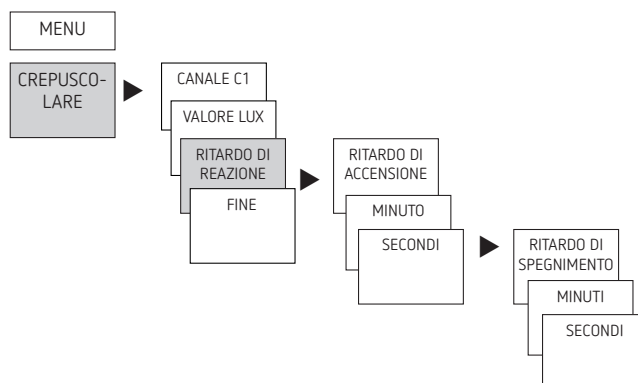 MENU
CREPUSCO-
LARE
CANALE C1
VALORE LUX
RITARDO DI
REAZIONE
FINE
RITARDO DI
ACCENSIONE
MINUTO
SECONDI
RITARDO DI
SPEGNIMENTO
MINUTI
SECONDI